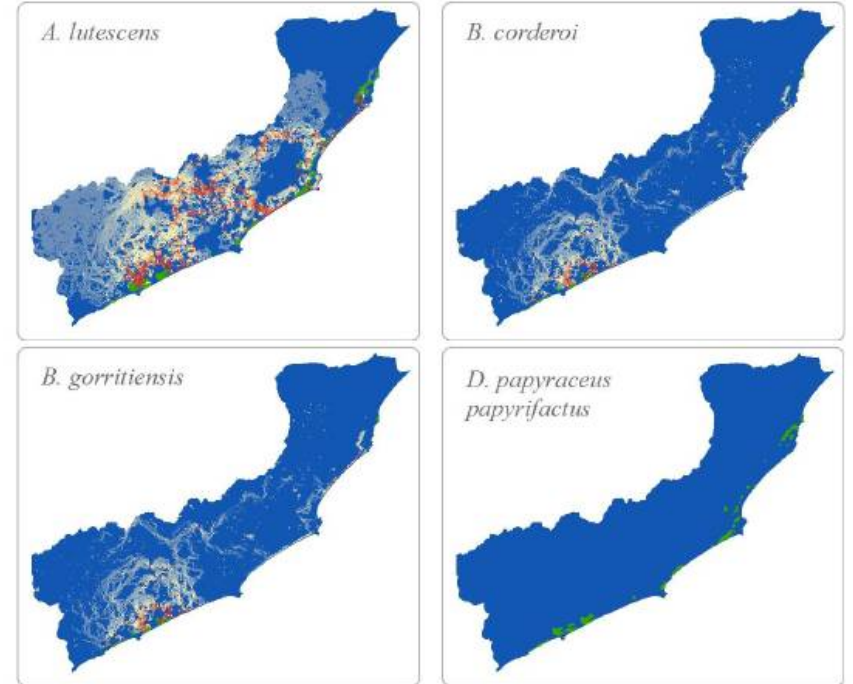 A. lutescens
B. corderoi
B. gorritiensis
D. papyraceus
papyrifactus